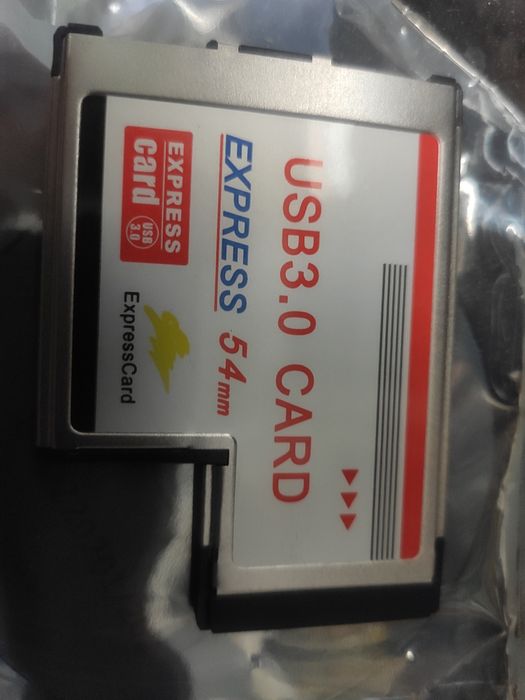 USB3.0 CARD
EXPRESS 54mm
EXPRESS
card
USB
3.0
ExpressCard